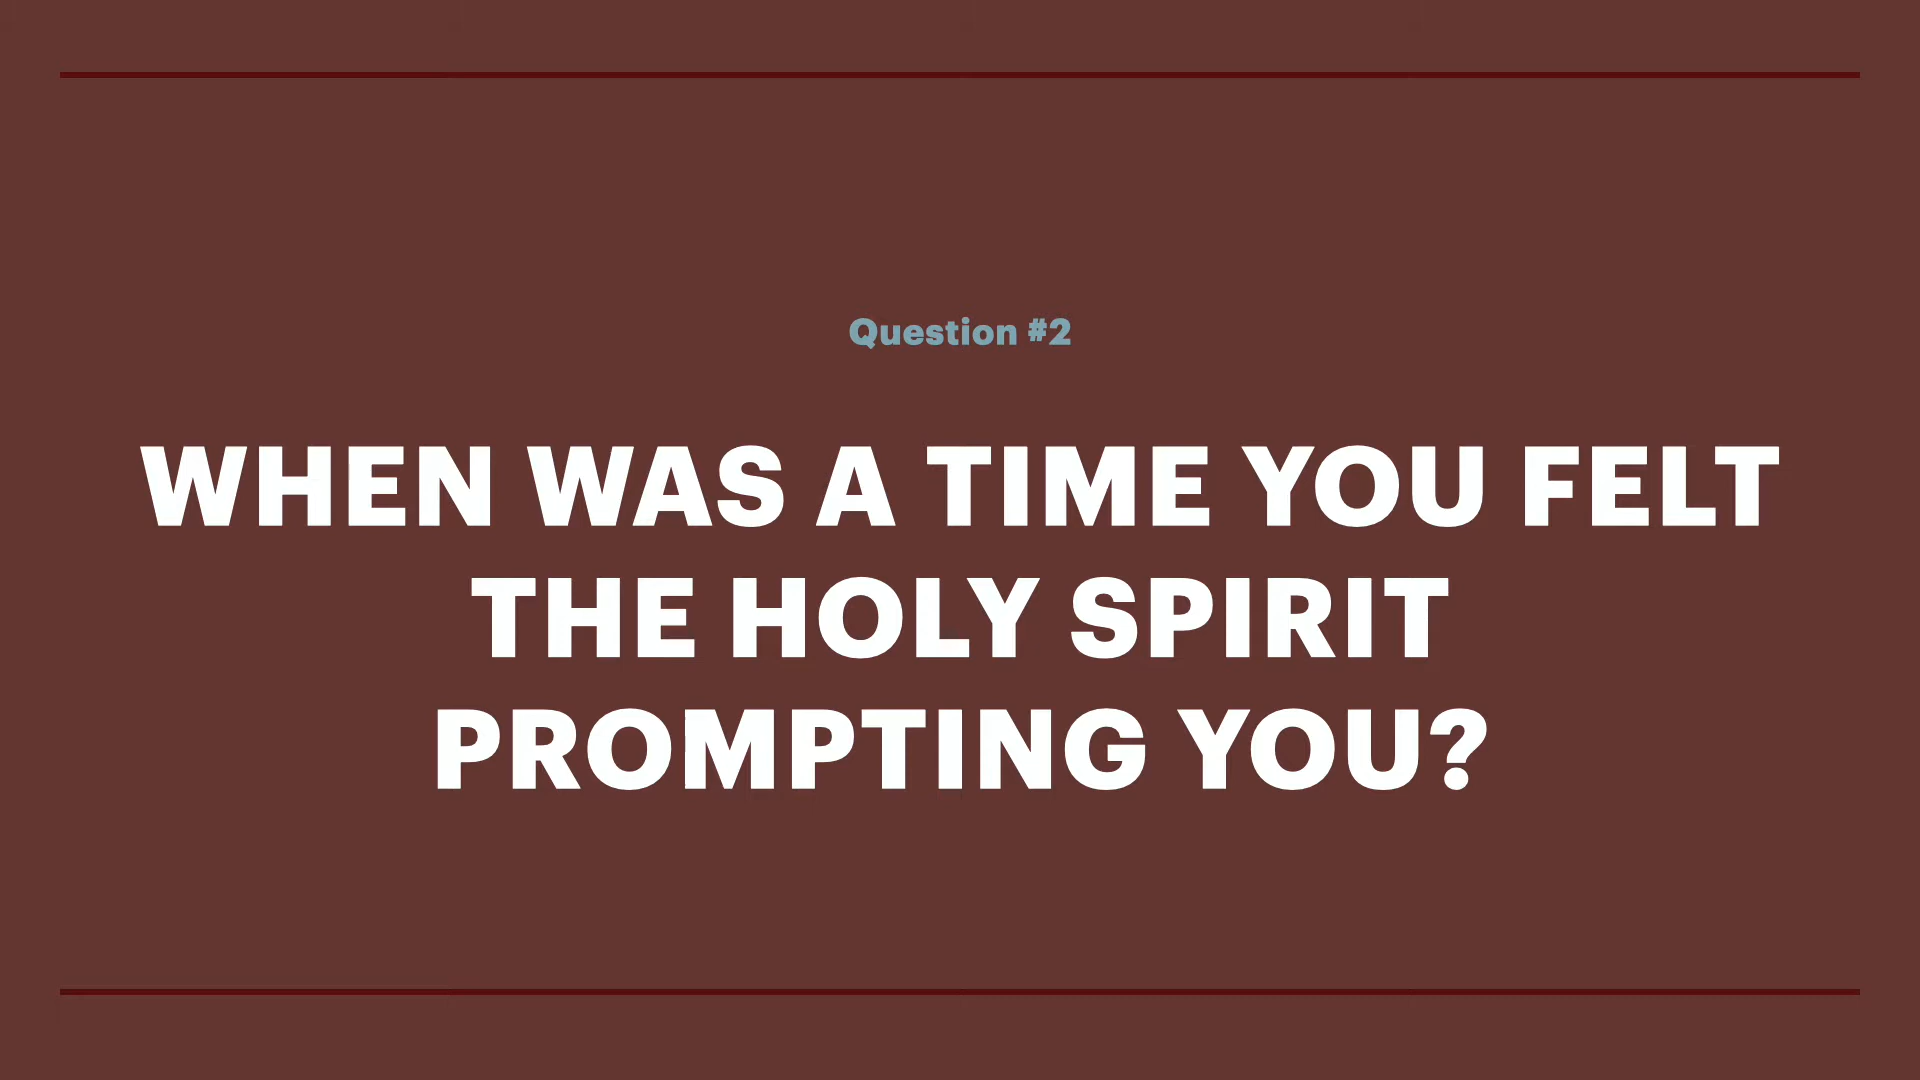 Question #2
WHEN WAS A TIME YOU FELT
THE HOLY SPIRIT
PROMPTING YOU?